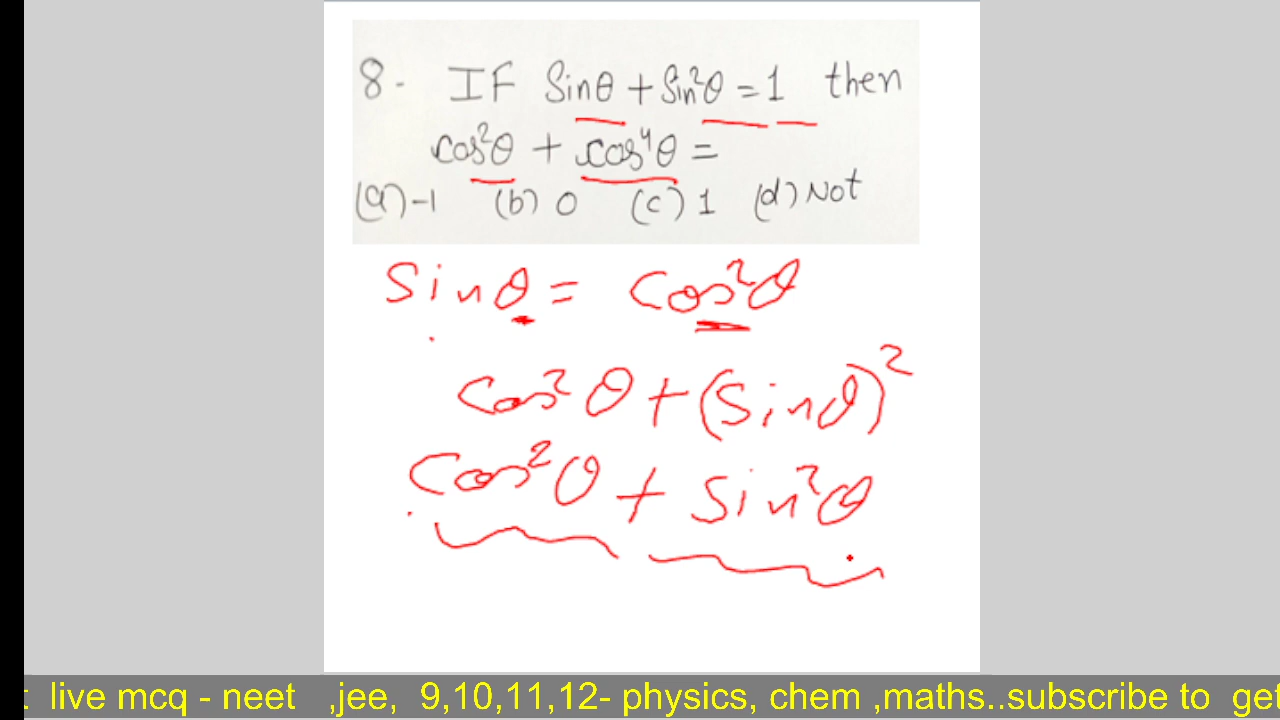 8. IF Sinθ + Sin²θ = 1 then
cos²θ + cos⁴θ =
(a) -1 (b) 0 (c) 1 (d) Not
Sinθ = Cos²θ
Cos²θ + (Sinθ)²
Cos²θ + Sin²θ
live mcq - neet ,jee, 9,10,11,12- physics, chem ,maths..subscribe to get